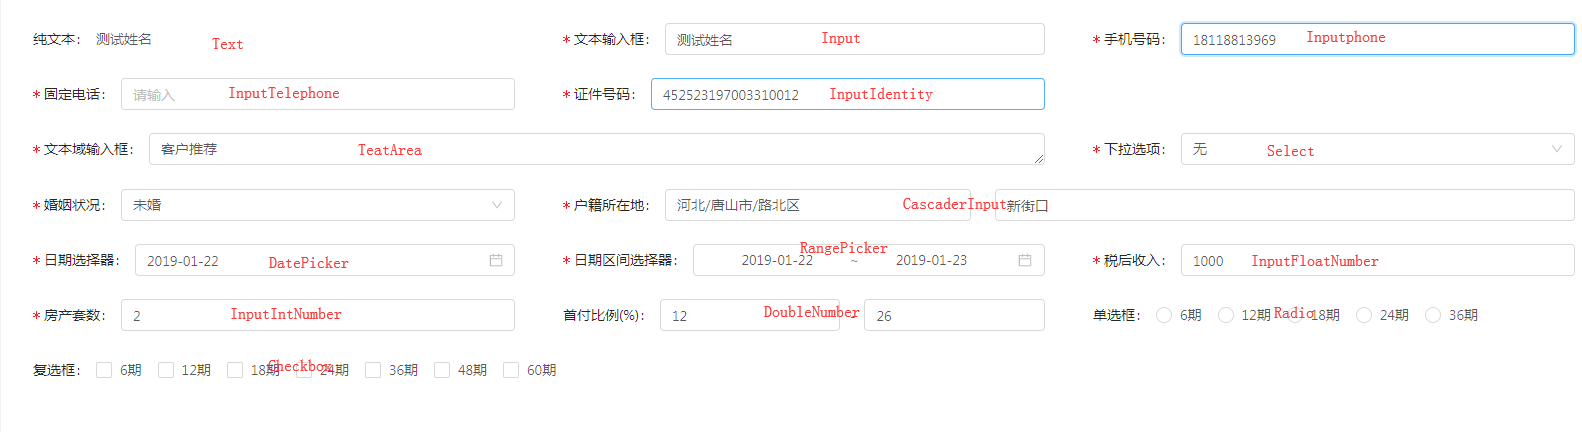 纯文本： 测试姓名 Text * 文本输入框： 测试姓名 Input * 手机号码： 18118813969 Inputphone
* 固定电话： 请输入 InputTelephone * 证件号码： 452523197003310012 InputIdentity
* 文本域输入框： 客户推荐 TeatArea * 下拉选项： 无 Select
* 婚姻状况： 未婚 * 户籍所在地： 河北/唐山市/路北区 CascaderInput 新街口
* 日期选择器： 2019-01-22 DatePicker * 日期区间选择器： 2019-01-22 ~ 2019-01-23 RangePicker * 税后收入： 1000 InputFloatNumber
* 房产套数： 2 InputIntNumber 首付比例(%)： 12 DoubleNumber - 26 单选框： 6期 12期 18期 Radio 24期 36期
复选框： 6期 12期 18期 Checkbox 24期 36期 48期 60期